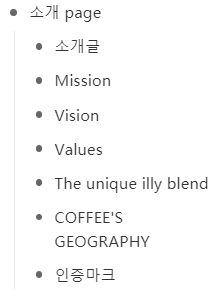 소개 page
소개글
Mission
Vision
Values
The unique illy blend
COFFEE'S
GEOGRAPHY
인증마크